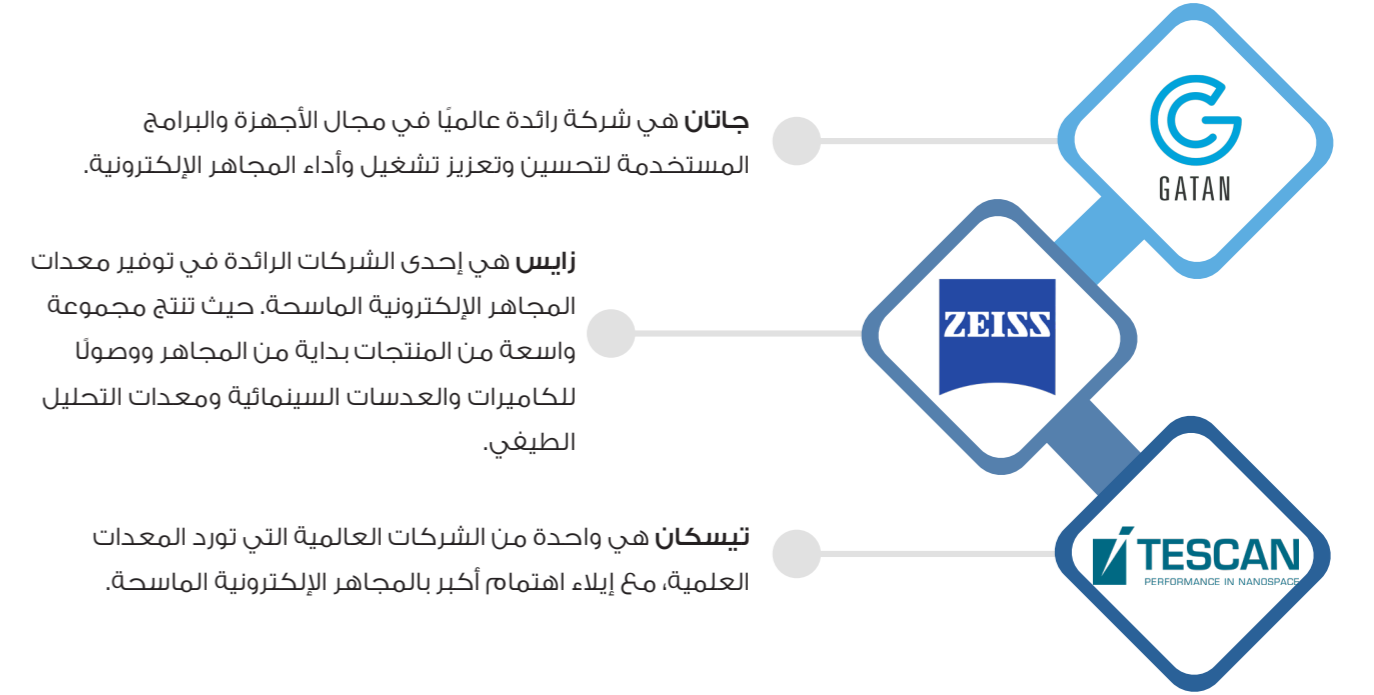 جاتان هي شركة رائدة عالميًا في مجال الأجهزة والبرامج
المستخدمة لتحسين وتعزيز تشغيل وأداء المجاهر الإلكترونية.
GATAN
زايس هي إحدى الشركات الرائدة في توفير معدات
المجاهر الإلكترونية الماسحة. حيث تنتج مجموعة
واسعة من المنتجات بداية من المجاهر ووصولًا
للكاميرات والعدسات السينمائية ومعدات التحليل
الطيفي.
ZEISS
تيسكان هي واحدة من الشركات العالمية التي تورد المعدات
العلمية، مع إيلاء اهتمام أكبر بالمجاهر الإلكترونية الماسحة.
TESCAN
PERFORMANCE IN NANOSPACE